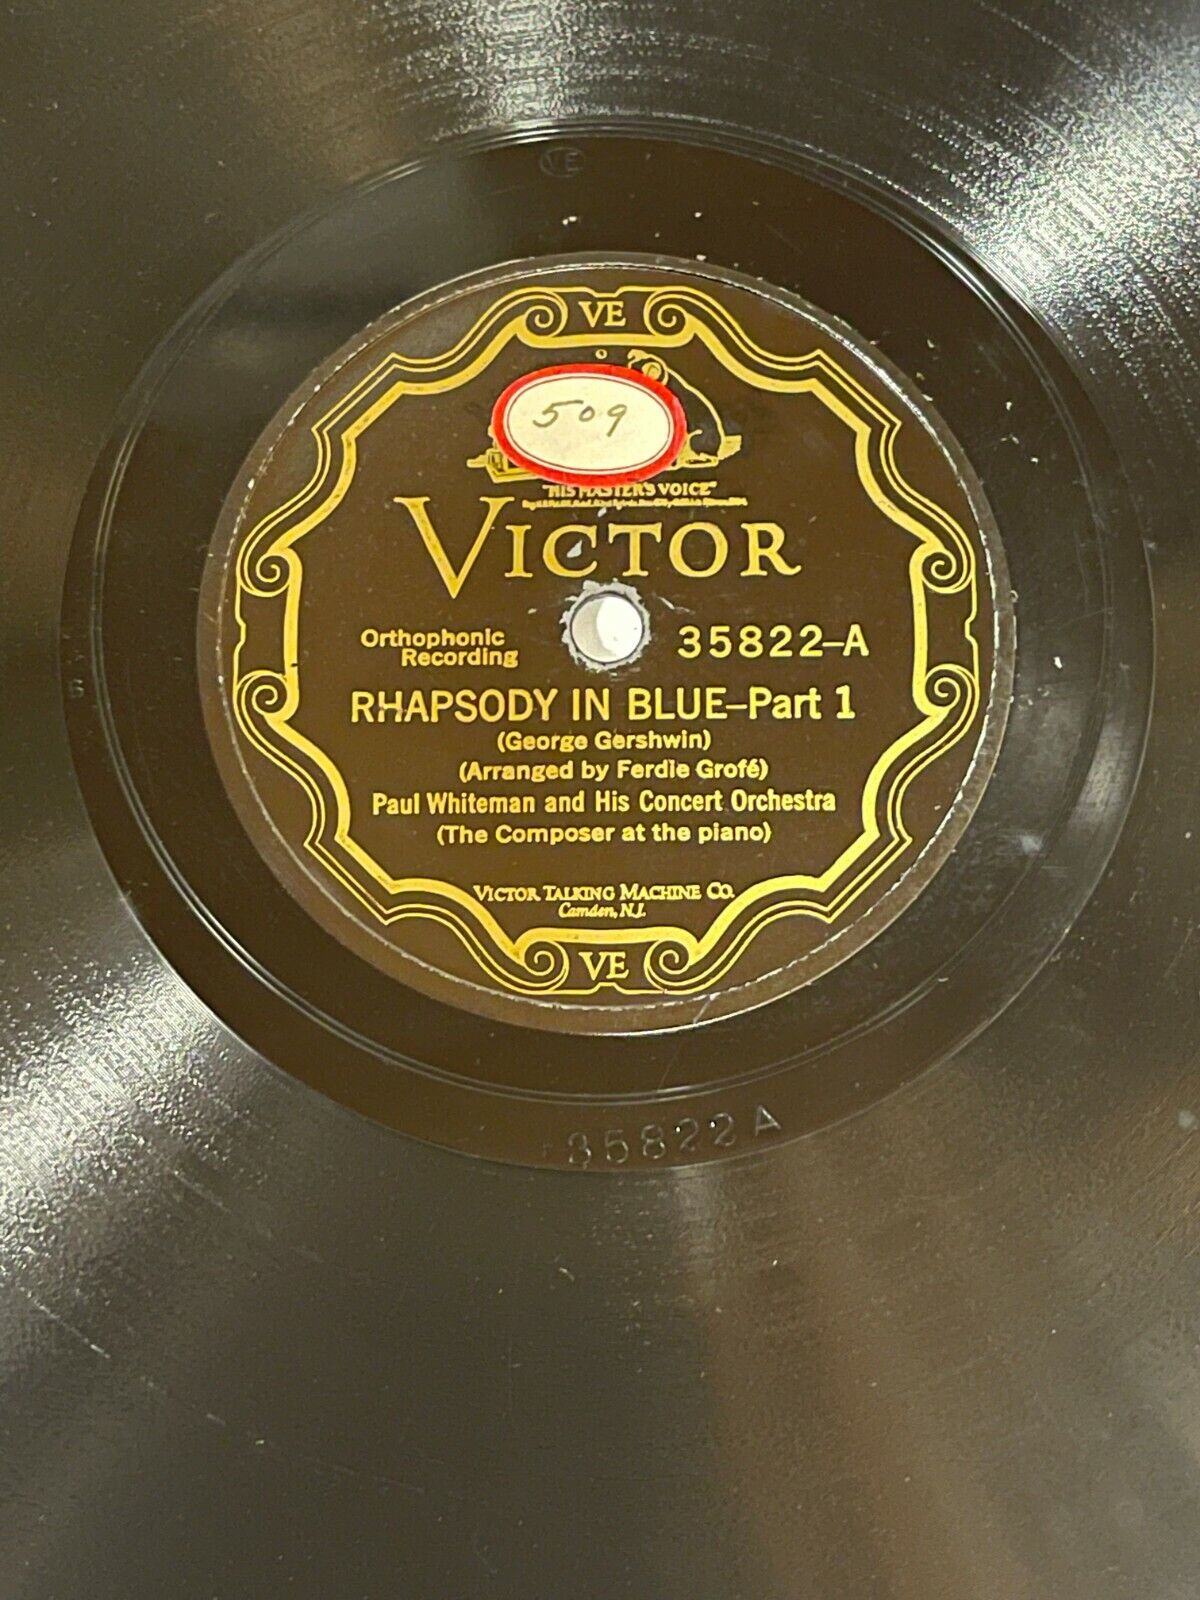 VE
VE
509
"HIS MASTER'S VOICE"
VICTOR
Orthophonic
Recording
35822-A
RHAPSODY IN BLUE-Part 1
(George Gershwin)
(Arranged by Ferdie Grofé)
Paul Whiteman and His Concert Orchestra
(The Composer at the piano)
VICTOR TALKING MACHINE CO.
Camden, N.J.
VE
35822A
6